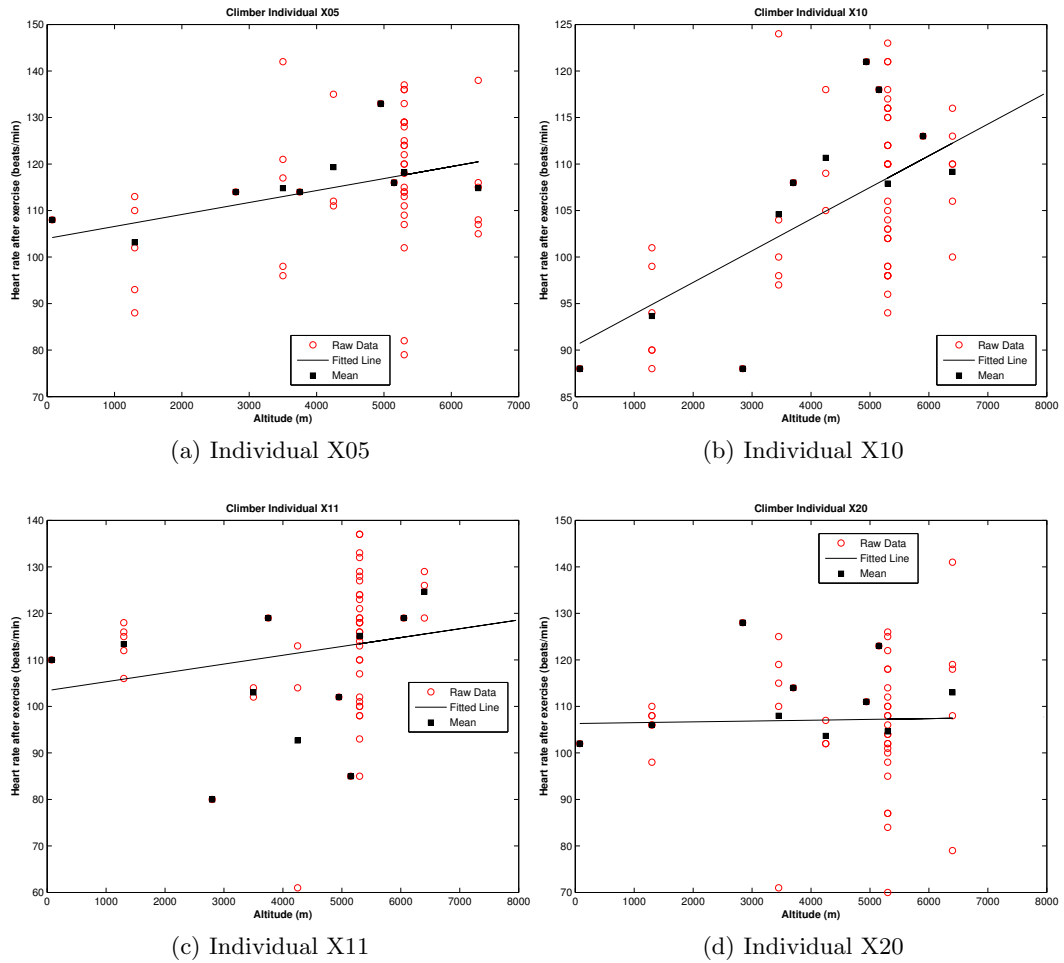 Climber Individual X05
150
140
130
120
110
100
90
80
70
Heart rate after exercise (beats/min)
Raw Data
Fitted Line
Mean
0 1000 2000 3000 4000 5000 6000 7000
Altitude (m)
(a) Individual X05
Climber Individual X10
125
120
115
110
105
100
95
90
85
Heart rate after exercise (beats/min)
Raw Data
Fitted Line
Mean
0 1000 2000 3000 4000 5000 6000 7000 8000
Altitude (m)
(b) Individual X10
Climber Individual X11
140
130
120
110
100
90
80
70
60
Heart rate after exercise (beats/min)
Raw Data
Fitted Line
Mean
0 1000 2000 3000 4000 5000 6000 7000 8000
Altitude (m)
(c) Individual X11
Climber Individual X20
150
140
130
120
110
100
90
80
70
Heart rate after exercise (beats/min)
Raw Data
Fitted Line
Mean
0 1000 2000 3000 4000 5000 6000 7000 8000
Altitude (m)
(d) Individual X20